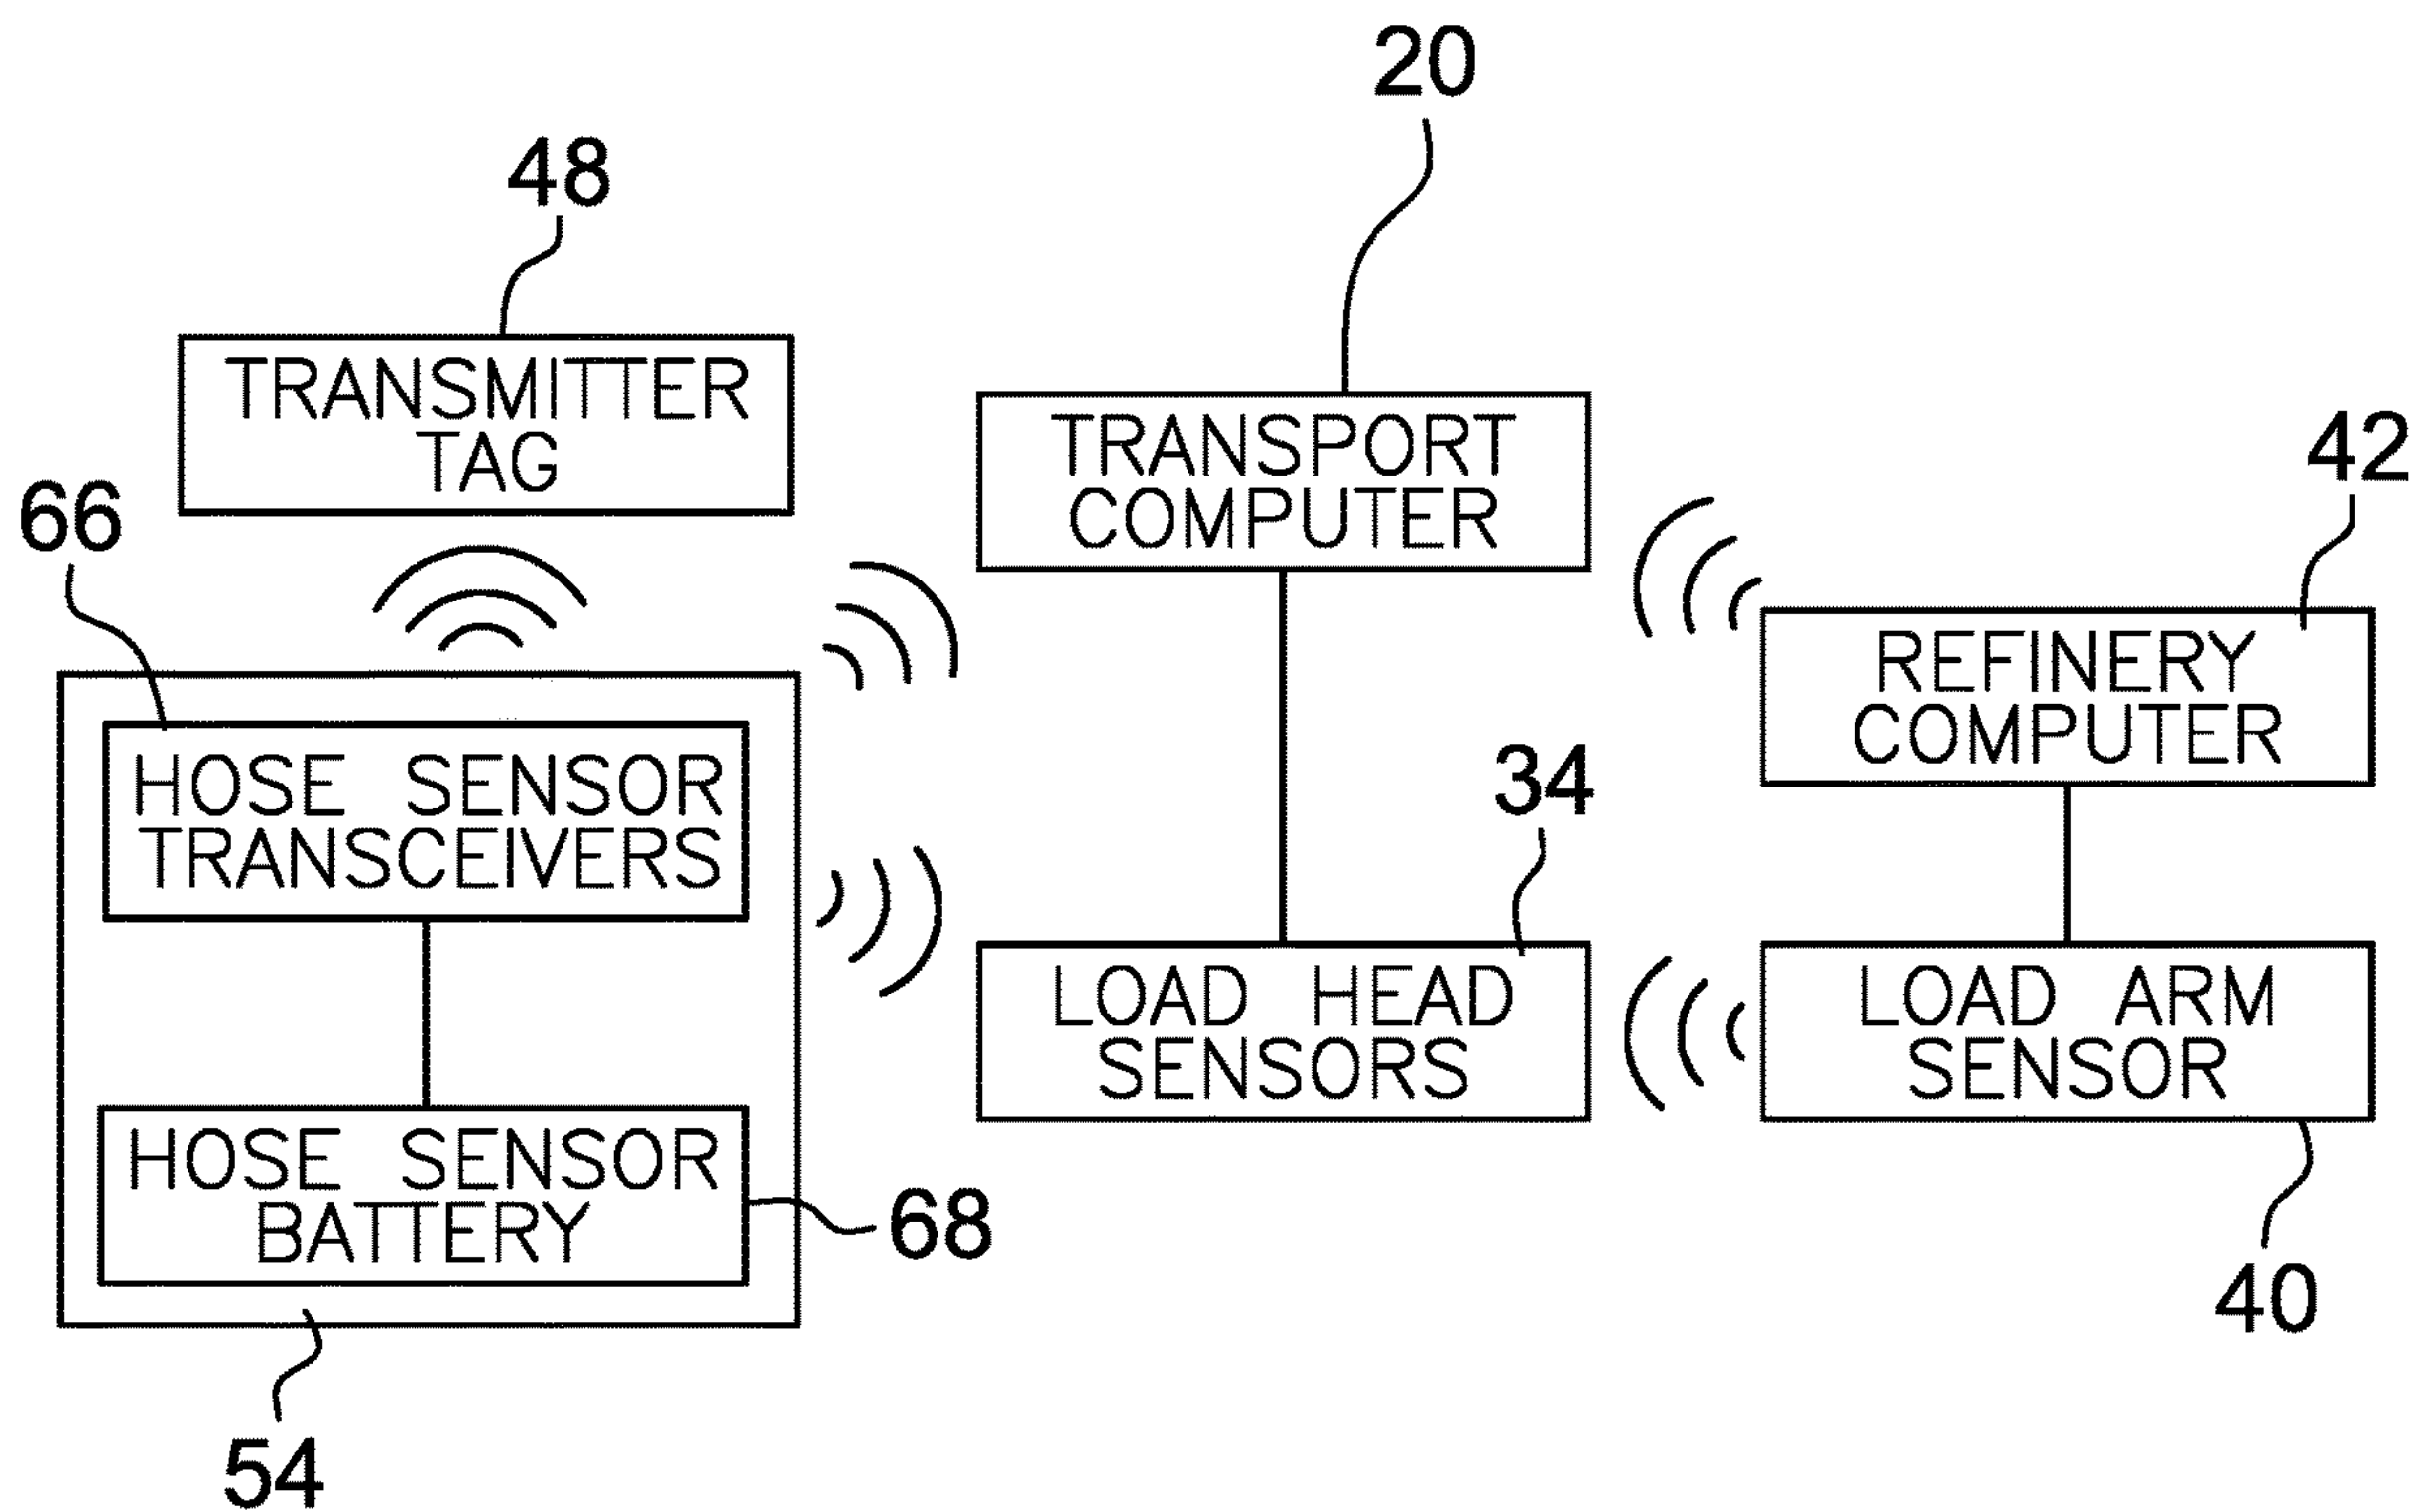 20
48
TRANSMITTER
TAG
TRANSPORT
COMPUTER
42
66
REFINERY
COMPUTER
HOSE SENSOR
TRANSCEIVERS
34
LOAD HEAD
SENSORS
LOAD ARM
SENSOR
HOSE SENSOR
BATTERY
68
40
54